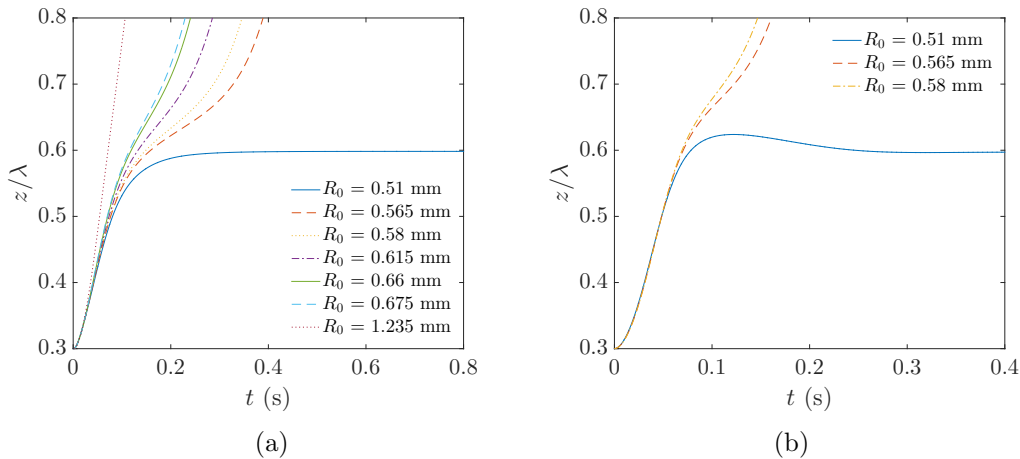 0.8
0.7
0.6
0.5
0.4
0.3
z/λ
0
0.2
0.4
0.6
0.8
t (s)
R₀ = 0.51 mm
R₀ = 0.565 mm
R₀ = 0.58 mm
R₀ = 0.615 mm
R₀ = 0.66 mm
R₀ = 0.675 mm
R₀ = 1.235 mm
(a)
0.8
0.7
0.6
0.5
0.4
0.3
z/λ
0
0.1
0.2
0.3
0.4
t (s)
R₀ = 0.51 mm
R₀ = 0.565 mm
R₀ = 0.58 mm
(b)